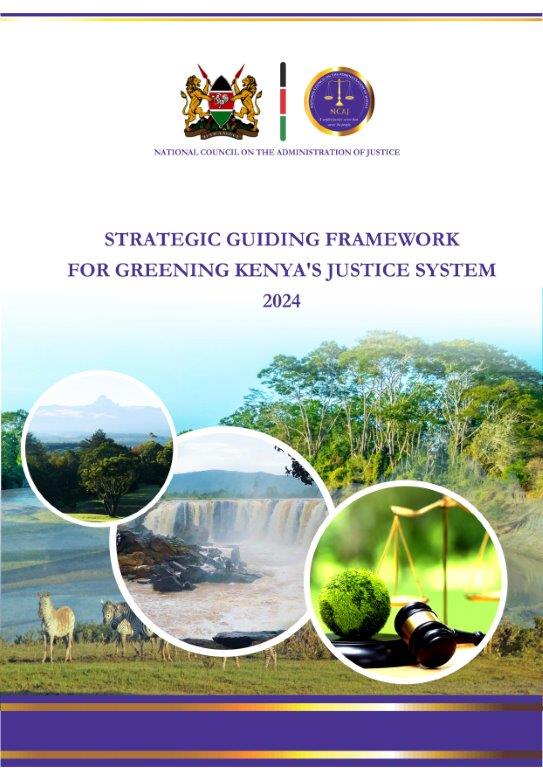 NCAJ
NATIONAL COUNCIL ON THE ADMINISTRATION OF JUSTICE
STRATEGIC GUIDING FRAMEWORK
FOR GREENING KENYA'S JUSTICE SYSTEM
2024